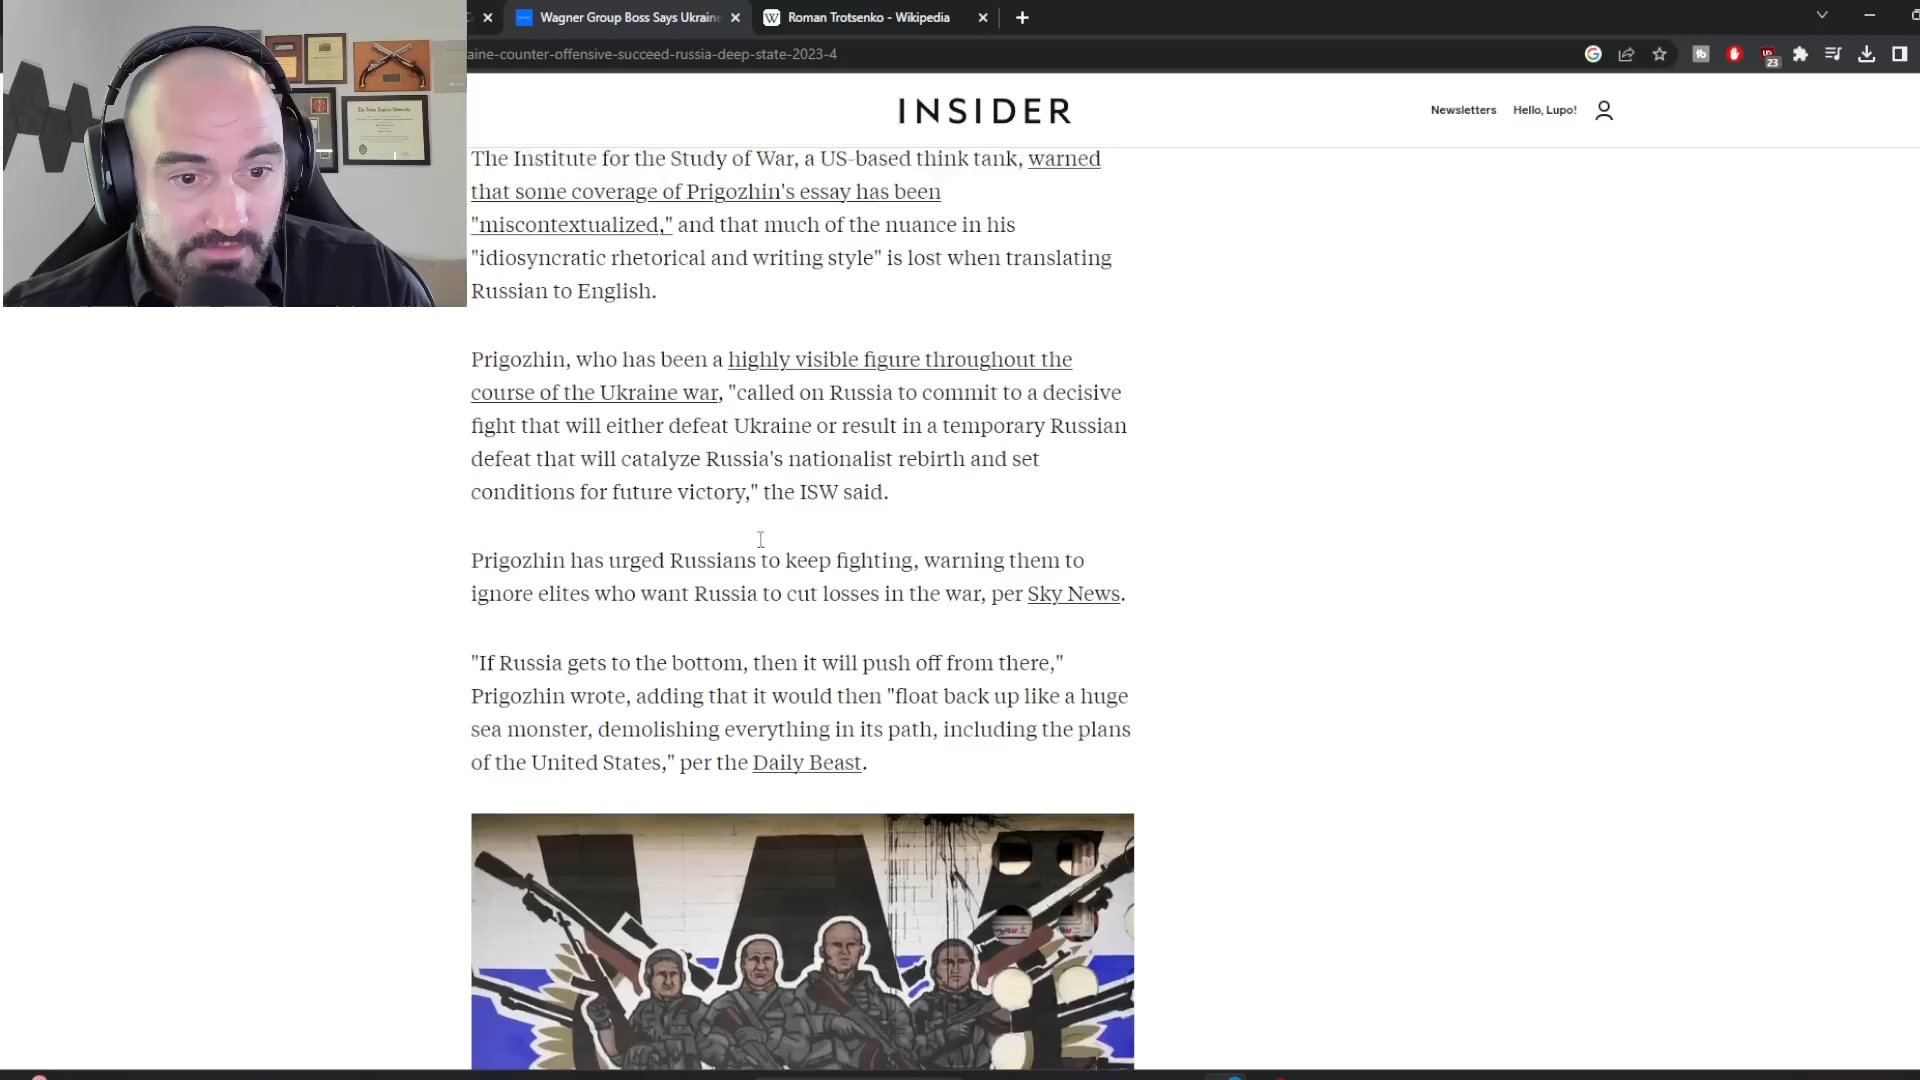 Wagner Group Boss Says Ukraine
Roman Trotsenko - Wikipedia
aine-counter-offensive-succeed-russia-deep-state-2023-4
23
INSIDER
Newsletters
Hello, Lupo!
The Institute for the Study of War, a US-based think tank, warned
that some coverage of Prigozhin's essay has been
"miscontextualized," and that much of the nuance in his
"idiosyncratic rhetorical and writing style" is lost when translating
Russian to English.
Prigozhin, who has been a highly visible figure throughout the
course of the Ukraine war, "called on Russia to commit to a decisive
fight that will either defeat Ukraine or result in a temporary Russian
defeat that will catalyze Russia's nationalist rebirth and set
conditions for future victory," the ISW said.
Prigozhin has urged Russians to keep fighting, warning them to
ignore elites who want Russia to cut losses in the war, per Sky News.
"If Russia gets to the bottom, then it will push off from there,"
Prigozhin wrote, adding that it would then "float back up like a huge
sea monster, demolishing everything in its path, including the plans
of the United States," per the Daily Beast.